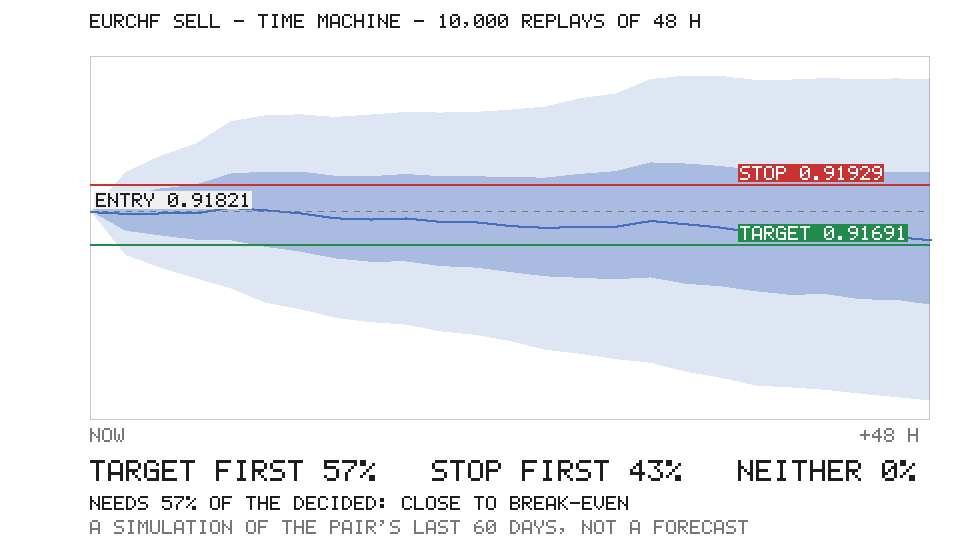 EURCHF SELL - TIME MACHINE - 10,000 REPLAYS OF 48 H
STOP 0.91929
ENTRY 0.91821
TARGET 0.91691
NOW
+48 H
TARGET FIRST 57% STOP FIRST 43% NEITHER 0%
NEEDS 57% OF THE DECIDED: CLOSE TO BREAK-EVEN
A SIMULATION OF THE PAIR'S LAST 60 DAYS, NOT A FORECAST